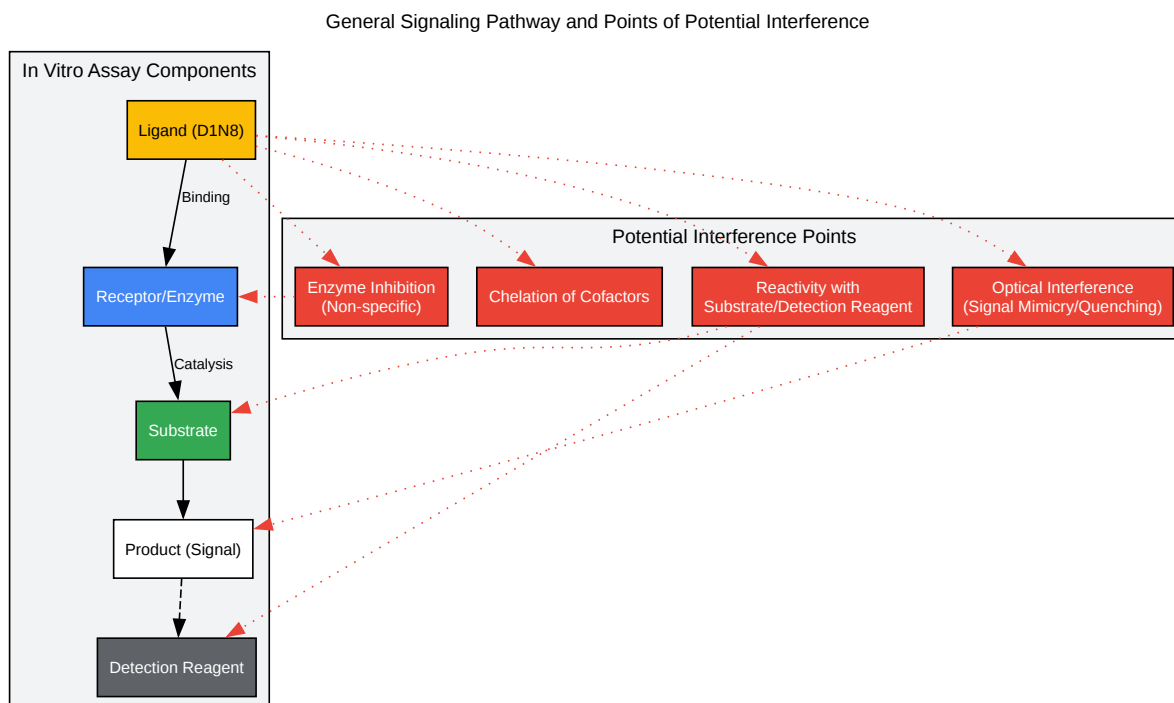 General Signaling Pathway and Points of Potential Interference
In Vitro Assay Components
Ligand (D1N8)
Binding
Potential Interference Points
Receptor/Enzyme
Enzyme Inhibition
(Non-specific)
Chelation of Cofactors
Reactivity with
Substrate/Detection Reagent
Optical Interference
(Signal Mimicry/Quenching)
Catalysis
Substrate
Product (Signal)
Detection Reagent